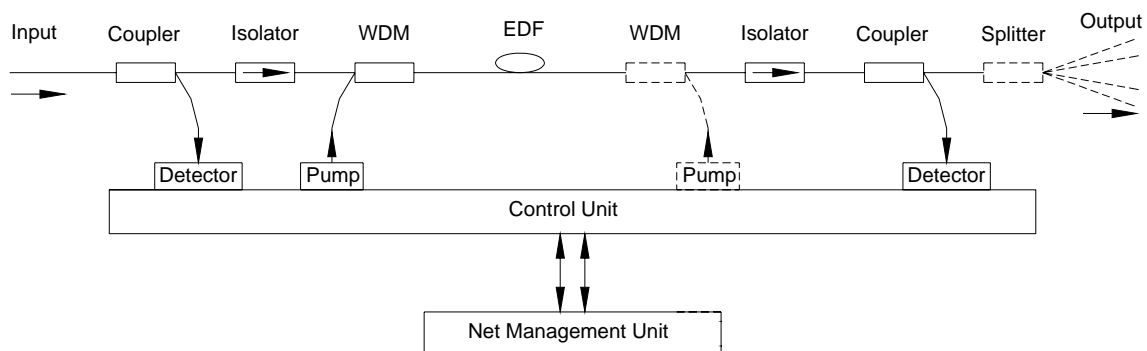 Input
Coupler
Isolator
WDM
EDF
WDM
Isolator
Coupler
Splitter
Output
Detector
Pump
Pump
Detector
Control Unit
Net Management Unit